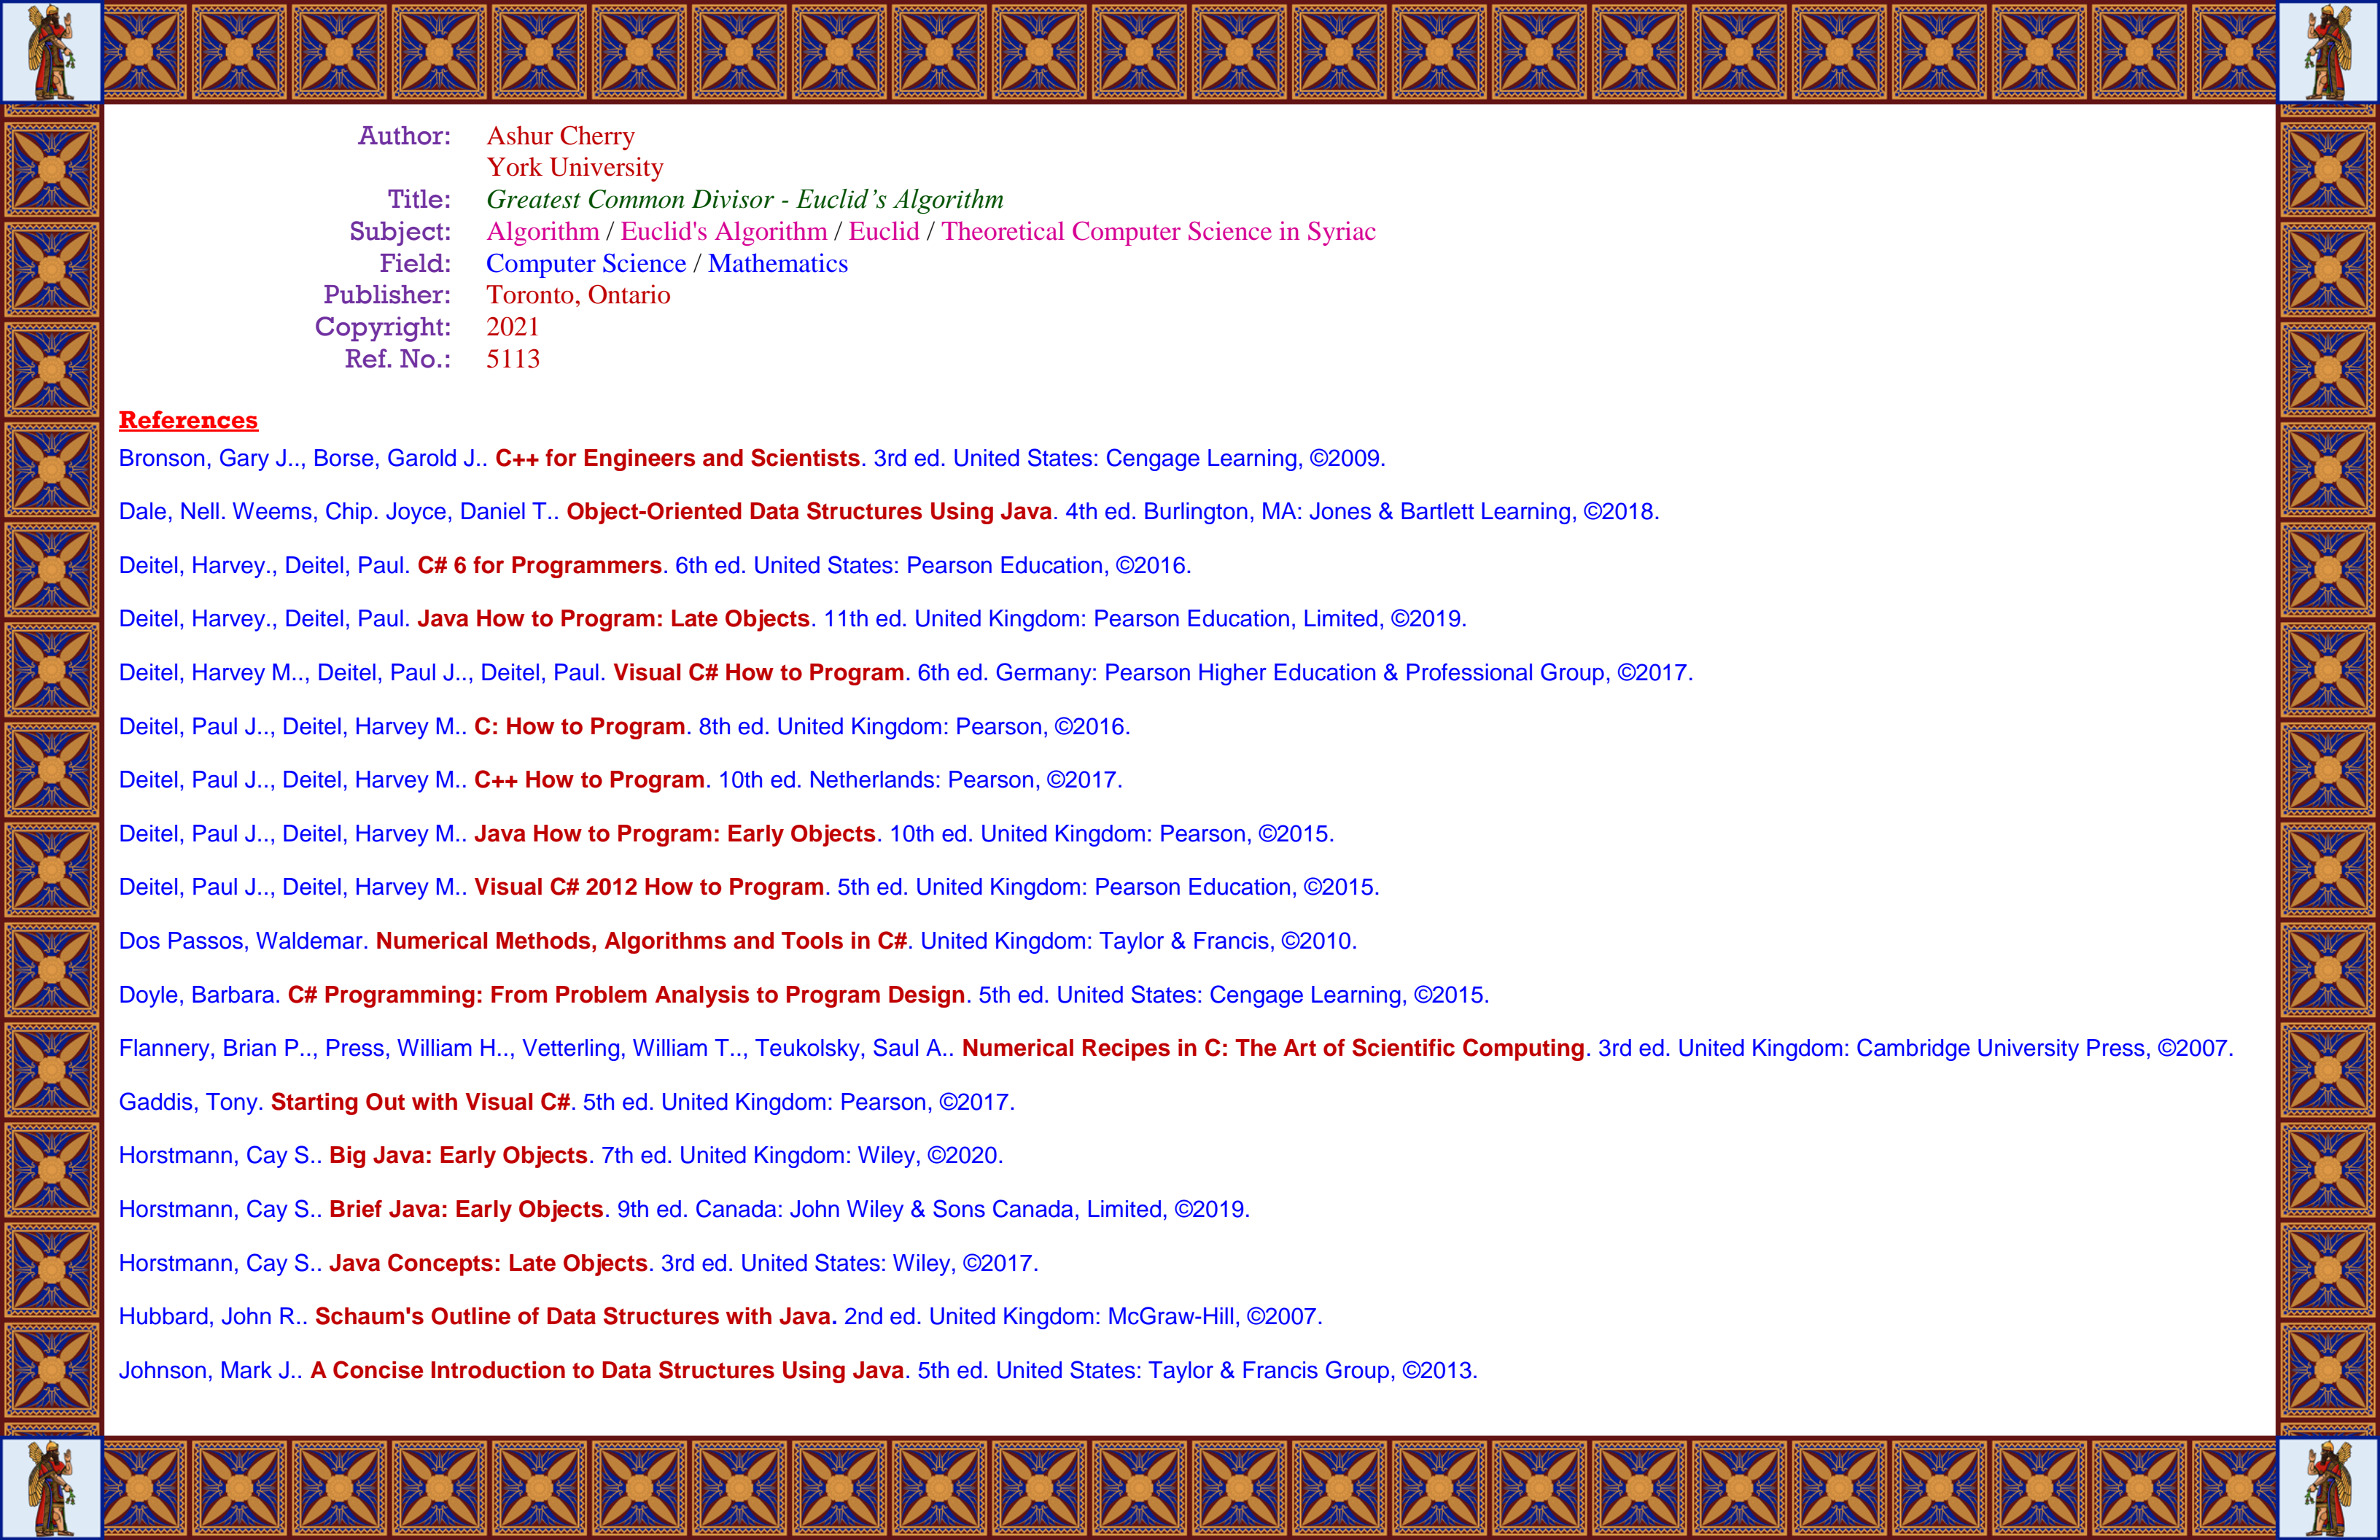 Author: Ashur Cherry
York University
Title: Greatest Common Divisor - Euclid’s Algorithm
Subject: Algorithm / Euclid's Algorithm / Euclid / Theoretical Computer Science in Syriac
Field: Computer Science / Mathematics
Publisher: Toronto, Ontario
Copyright: 2021
Ref. No.: 5113
References
Bronson, Gary J.., Borse, Garold J.. C++ for Engineers and Scientists. 3rd ed. United States: Cengage Learning, ©2009.
Dale, Nell. Weems, Chip. Joyce, Daniel T.. Object-Oriented Data Structures Using Java. 4th ed. Burlington, MA: Jones & Bartlett Learning, ©2018.
Deitel, Harvey., Deitel, Paul. C# 6 for Programmers. 6th ed. United States: Pearson Education, ©2016.
Deitel, Harvey., Deitel, Paul. Java How to Program: Late Objects. 11th ed. United Kingdom: Pearson Education, Limited, ©2019.
Deitel, Harvey M.., Deitel, Paul J.., Deitel, Paul. Visual C# How to Program. 6th ed. Germany: Pearson Higher Education & Professional Group, ©2017.
Deitel, Paul J.., Deitel, Harvey M.. C: How to Program. 8th ed. United Kingdom: Pearson, ©2016.
Deitel, Paul J.., Deitel, Harvey M.. C++ How to Program. 10th ed. Netherlands: Pearson, ©2017.
Deitel, Paul J.., Deitel, Harvey M.. Java How to Program: Early Objects. 10th ed. United Kingdom: Pearson, ©2015.
Deitel, Paul J.., Deitel, Harvey M.. Visual C# 2012 How to Program. 5th ed. United Kingdom: Pearson Education, ©2015.
Dos Passos, Waldemar. Numerical Methods, Algorithms and Tools in C#. United Kingdom: Taylor & Francis, ©2010.
Doyle, Barbara. C# Programming: From Problem Analysis to Program Design. 5th ed. United States: Cengage Learning, ©2015.
Flannery, Brian P.., Press, William H.., Vetterling, William T.., Teukolsky, Saul A.. Numerical Recipes in C: The Art of Scientific Computing. 3rd ed. United Kingdom: Cambridge University Press, ©2007.
Gaddis, Tony. Starting Out with Visual C#. 5th ed. United Kingdom: Pearson, ©2017.
Horstmann, Cay S.. Big Java: Early Objects. 7th ed. United Kingdom: Wiley, ©2020.
Horstmann, Cay S.. Brief Java: Early Objects. 9th ed. Canada: John Wiley & Sons Canada, Limited, ©2019.
Horstmann, Cay S.. Java Concepts: Late Objects. 3rd ed. United States: Wiley, ©2017.
Hubbard, John R.. Schaum's Outline of Data Structures with Java. 2nd ed. United Kingdom: McGraw-Hill, ©2007.
Johnson, Mark J.. A Concise Introduction to Data Structures Using Java. 5th ed. United States: Taylor & Francis Group, ©2013.